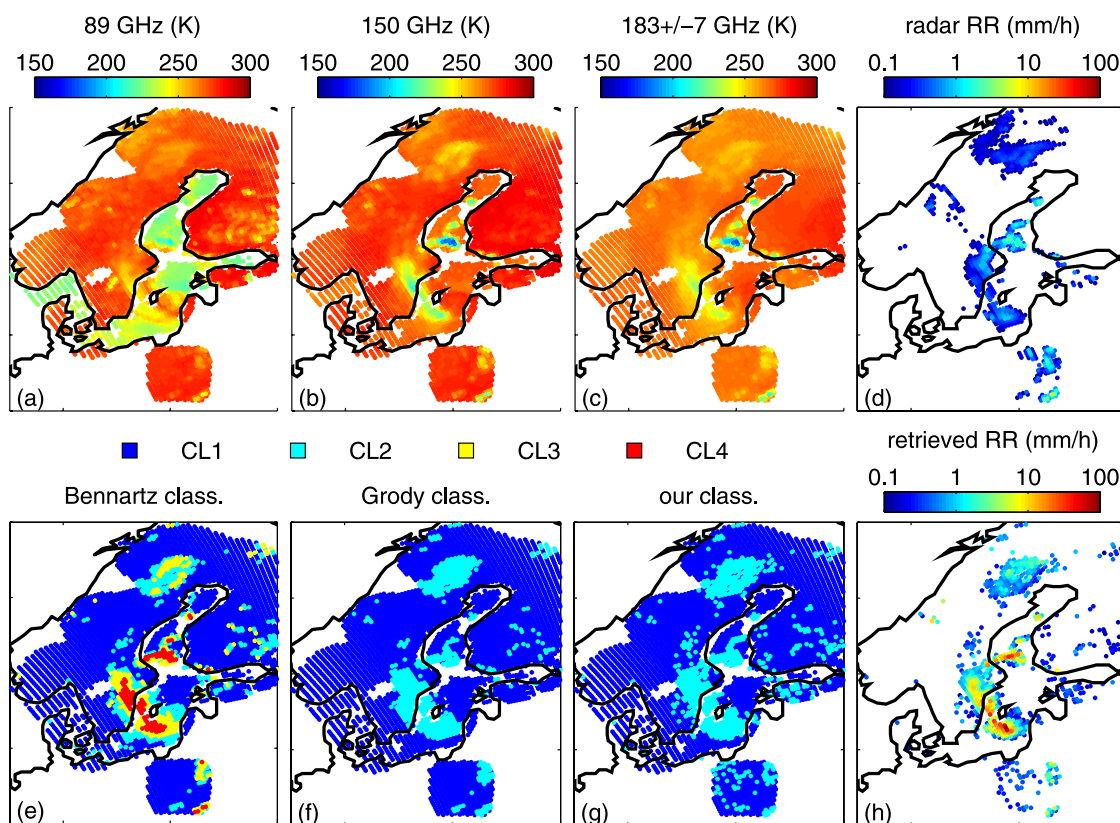 89 GHz (K)
150 GHz (K)
183+/−7 GHz (K)
radar RR (mm/h)
150 200 250 300
150 200 250 300
150 200 250 300
0.1 1 10 100
(a)
(b)
(c)
(d)
CL1 CL2 CL3 CL4
retrieved RR (mm/h)
0.1 1 10 100
Bennartz class.
Grody class.
our class.
(e)
(f)
(g)
(h)